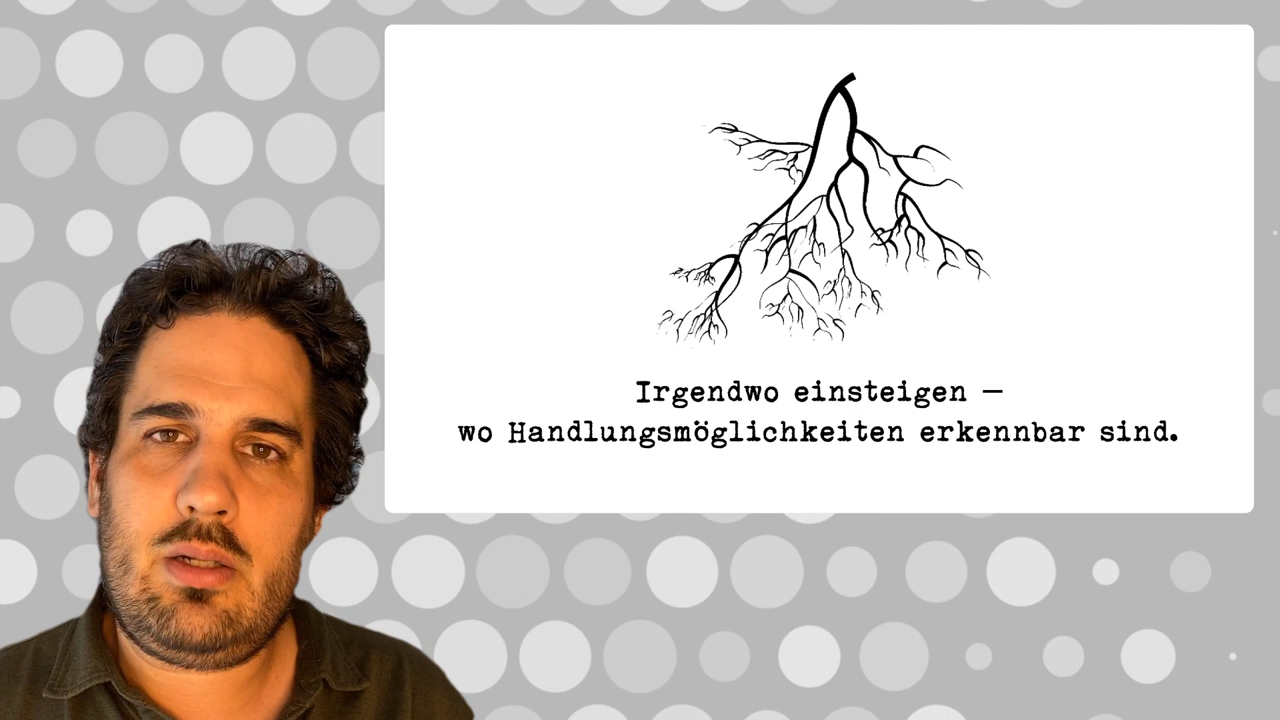 Irgendwo einsteigen —
wo Handlungsmöglichkeiten erkennbar sind.